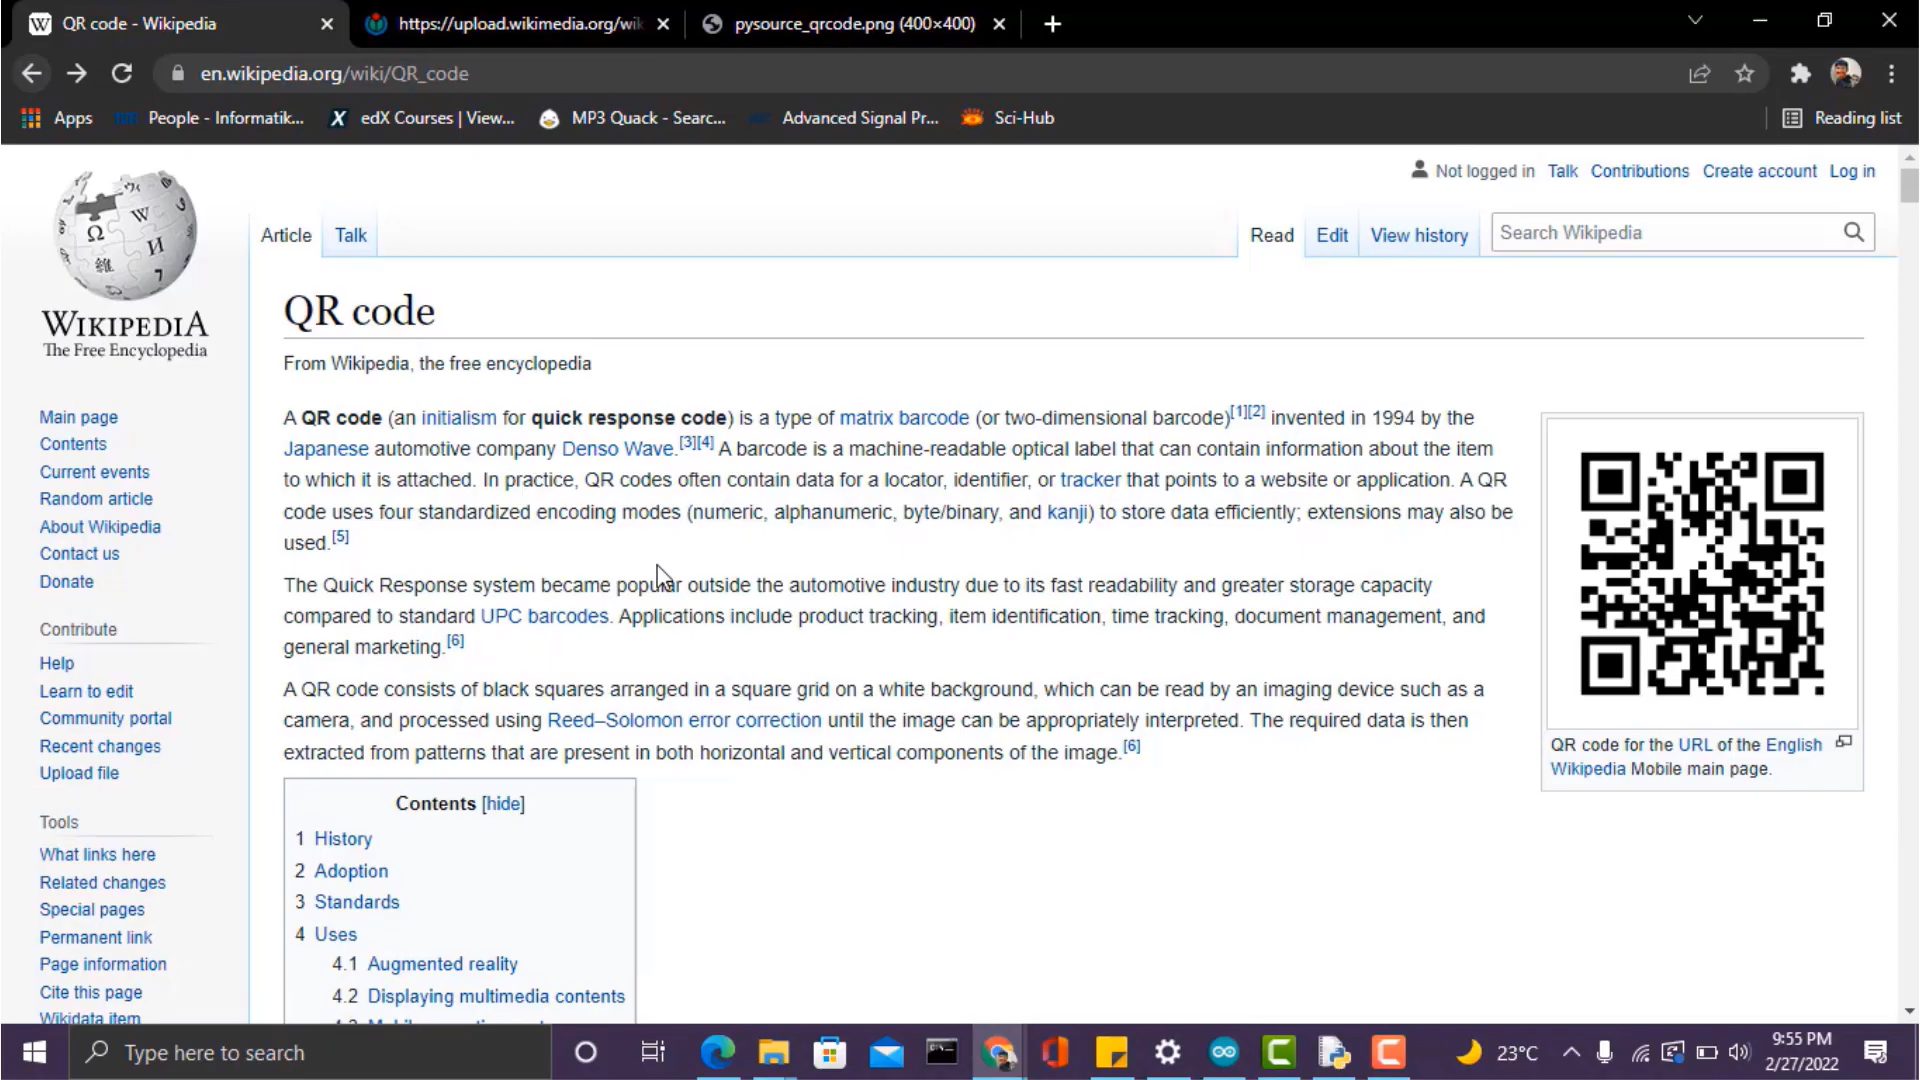 QR code - Wikipedia
https://upload.wikimedia.org/wik
pysource_qrcode.png (400×400)
en.wikipedia.org/wiki/QR_code
Apps
People - Informatik...
edX Courses | View...
MP3 Quack - Searc...
Advanced Signal Pr...
Sci-Hub
Reading list
Not logged in Talk Contributions Create account Log in
Article Talk
Read Edit View history
Search Wikipedia
WIKIPEDIA
The Free Encyclopedia
Main page
Contents
Current events
Random article
About Wikipedia
Contact us
Donate
Contribute
Help
Learn to edit
Community portal
Recent changes
Upload file
Tools
What links here
Related changes
Special pages
Permanent link
Page information
Cite this page
Wikidata item
QR code
From Wikipedia, the free encyclopedia
A QR code (an initialism for quick response code) is a type of matrix barcode (or two-dimensional barcode)[1][2] invented in 1994 by the
Japanese automotive company Denso Wave.[3][4] A barcode is a machine-readable optical label that can contain information about the item
to which it is attached. In practice, QR codes often contain data for a locator, identifier, or tracker that points to a website or application. A QR
code uses four standardized encoding modes (numeric, alphanumeric, byte/binary, and kanji) to store data efficiently; extensions may also be
used.[5]
The Quick Response system became popular outside the automotive industry due to its fast readability and greater storage capacity
compared to standard UPC barcodes. Applications include product tracking, item identification, time tracking, document management, and
general marketing.[6]
A QR code consists of black squares arranged in a square grid on a white background, which can be read by an imaging device such as a
camera, and processed using Reed–Solomon error correction until the image can be appropriately interpreted. The required data is then
extracted from patterns that are present in both horizontal and vertical components of the image.[6]
QR code for the URL of the English
Wikipedia Mobile main page.
Contents [hide]
1 History
2 Adoption
3 Standards
4 Uses
4.1 Augmented reality
4.2 Displaying multimedia contents
Type here to search
23°C
9:55 PM
2/27/2022